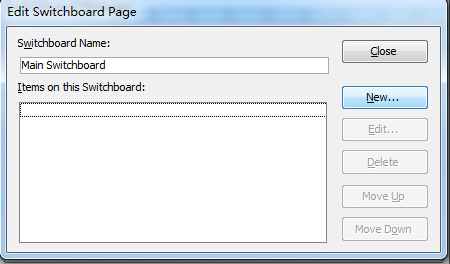 Edit Switchboard Page
Switchboard Name:
Close
Main Switchboard
Items on this Switchboard:
New...
Edit...
Delete
Move Up
Move Down